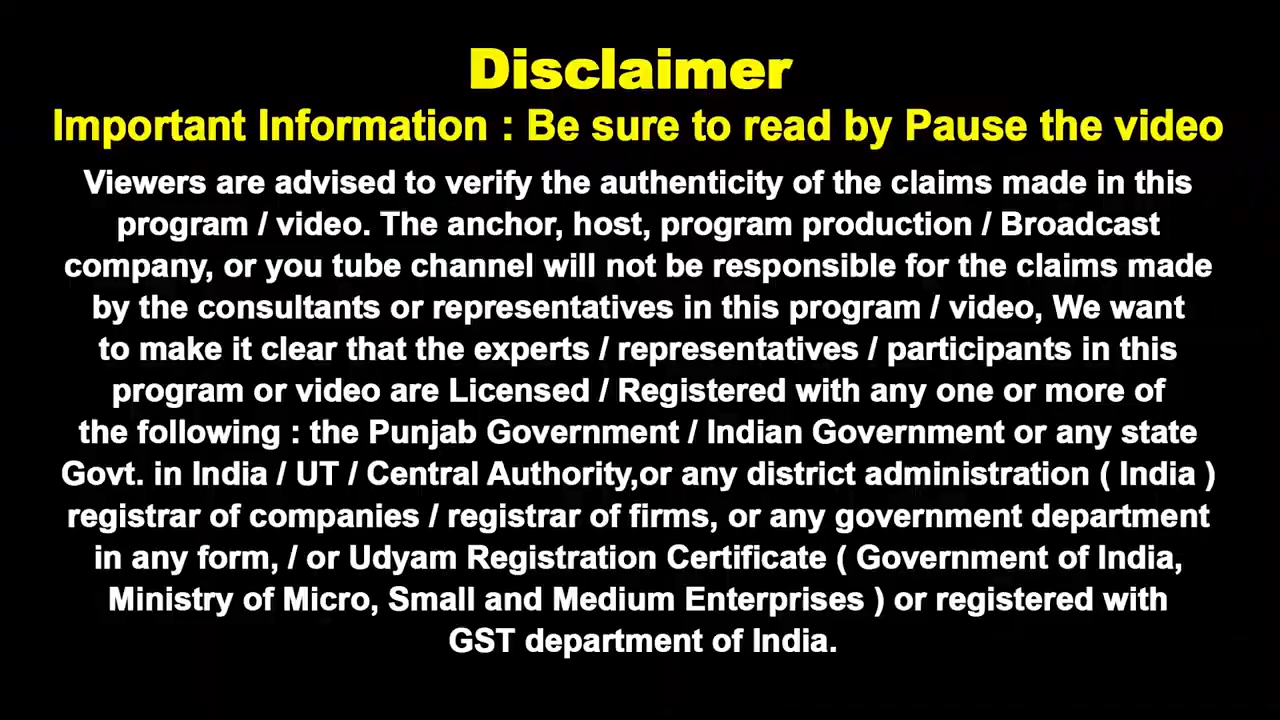 Disclaimer
Important Information : Be sure to read by Pause the video
Viewers are advised to verify the authenticity of the claims made in this
program / video. The anchor, host, program production / Broadcast
company, or you tube channel will not be responsible for the claims made
by the consultants or representatives in this program / video, We want
to make it clear that the experts / representatives / participants in this
program or video are Licensed / Registered with any one or more of
the following : the Punjab Government / Indian Government or any state
Govt. in India / UT / Central Authority,or any district administration ( India )
registrar of companies / registrar of firms, or any government department
in any form, / or Udyam Registration Certificate ( Government of India,
Ministry of Micro, Small and Medium Enterprises ) or registered with
GST department of India.